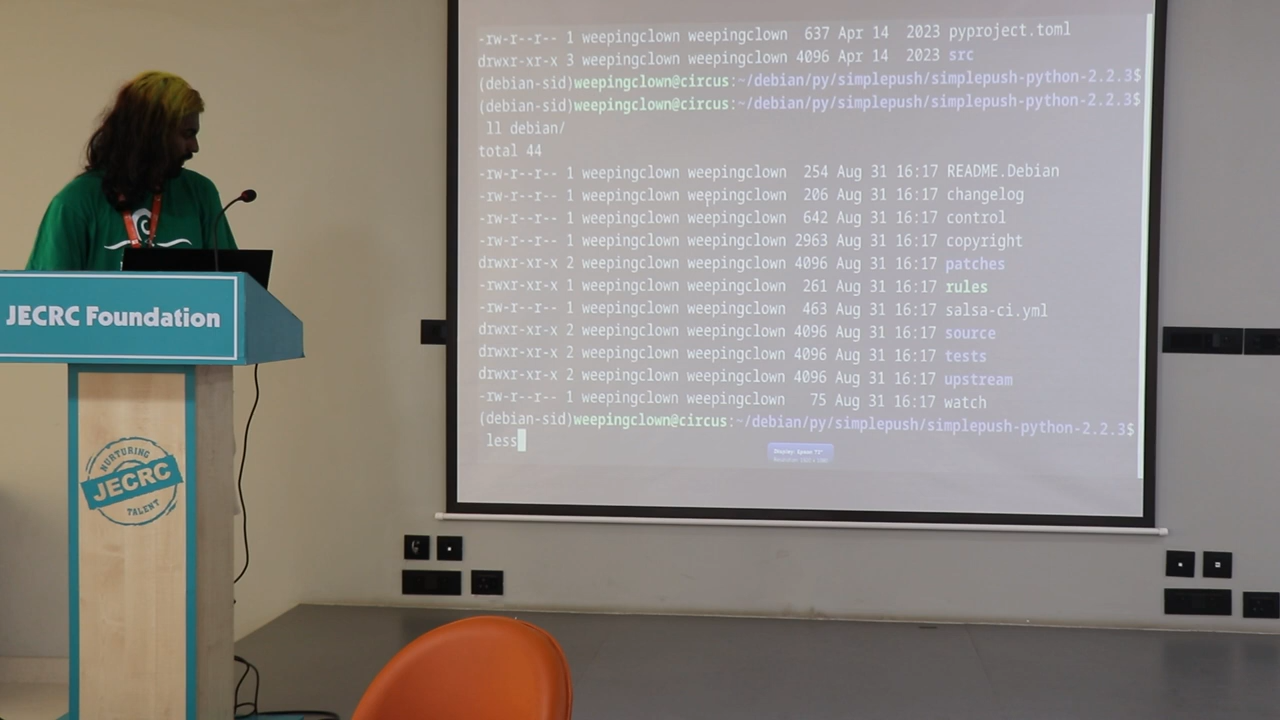 -rw-r--r-- 1 weepingclown weepingclown 637 Apr 14 2023 pyproject.toml
drwxr-xr-x 3 weepingclown weepingclown 4096 Apr 14 2023 src
(debian-sid)weepingclown@circus:~/debian/py/simplepush/simplepush-python-2.2.3$
(debian-sid)weepingclown@circus:~/debian/py/simplepush/simplepush-python-2.2.3$
ll debian/
total 44
-rw-r--r-- 1 weepingclown weepingclown 254 Aug 31 16:17 README.Debian
-rw-r--r-- 1 weepingclown weepingclown 206 Aug 31 16:17 changelog
-rw-r--r-- 1 weepingclown weepingclown 642 Aug 31 16:17 control
-rw-r--r-- 1 weepingclown weepingclown 2963 Aug 31 16:17 copyright
drwxr-xr-x 2 weepingclown weepingclown 4096 Aug 31 16:17 patches
-rwxr-xr-x 1 weepingclown weepingclown 261 Aug 31 16:17 rules
-rw-r--r-- 1 weepingclown weepingclown 463 Aug 31 16:17 salsa-ci.yml
drwxr-xr-x 2 weepingclown weepingclown 4096 Aug 31 16:17 source
drwxr-xr-x 2 weepingclown weepingclown 4096 Aug 31 16:17 tests
drwxr-xr-x 2 weepingclown weepingclown 4096 Aug 31 16:17 upstream
-rw-r--r-- 1 weepingclown weepingclown 75 Aug 31 16:17 watch
(debian-sid)weepingclown@circus:~/debian/py/simplepush/simplepush-python-2.2.3$
less
Display: Epson
JECRC Foundation
NURTURING
JECRC
TALENT